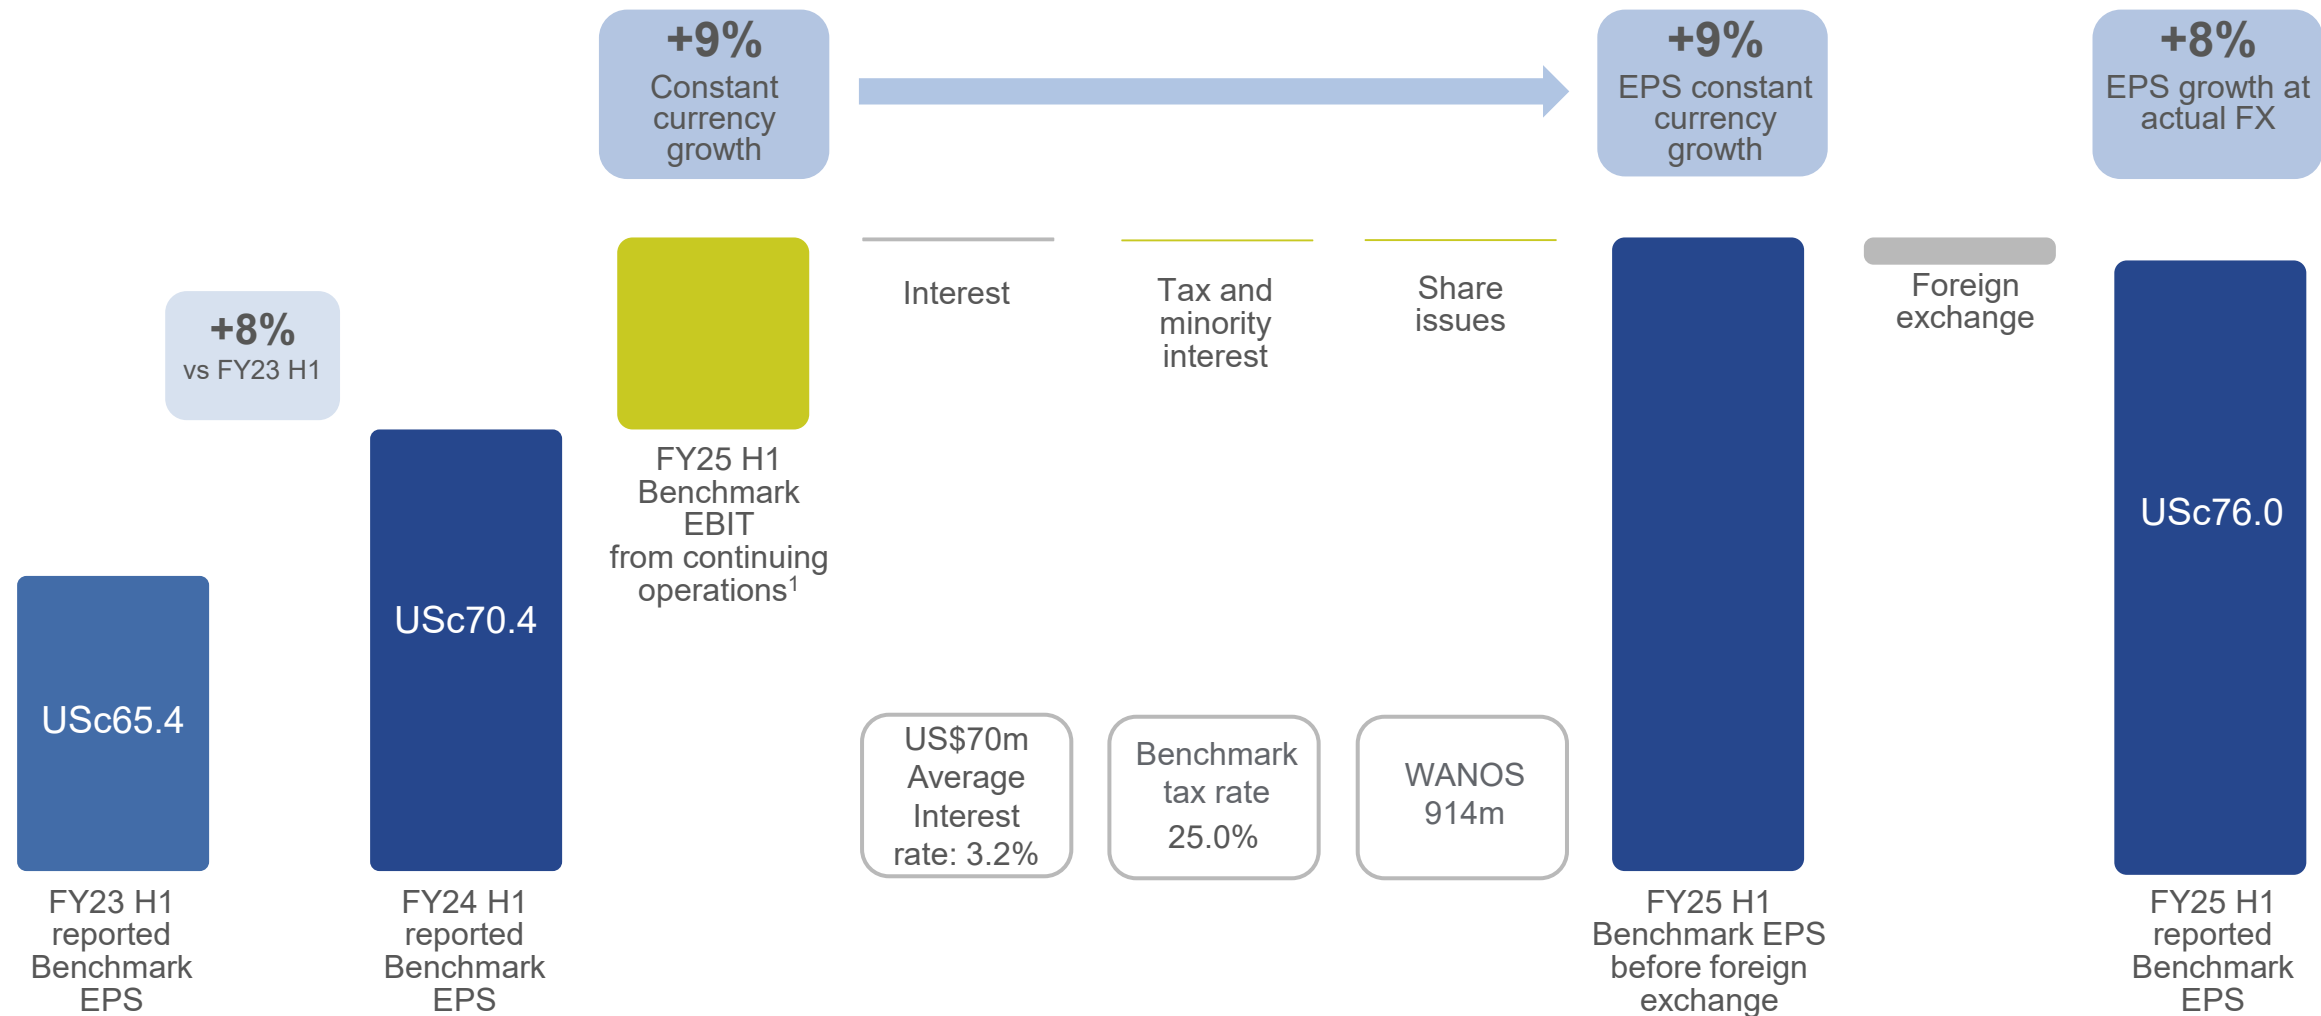 +9%
Constant
currency
growth
+9%
EPS constant
currency
growth
+8%
EPS growth at
actual FX
+8%
vs FY23 H1
Interest
Tax and
minority
interest
Share
issues
Foreign
exchange
FY25 H1
Benchmark
EBIT
from continuing
operations¹
USc65.4
USc70.4
USc76.0
US$70m
Average
Interest
rate: 3.2%
Benchmark
tax rate
25.0%
WANOS
914m
FY23 H1
reported
Benchmark
EPS
FY24 H1
reported
Benchmark
EPS
FY25 H1
Benchmark EPS
before foreign
exchange
FY25 H1
reported
Benchmark
EPS